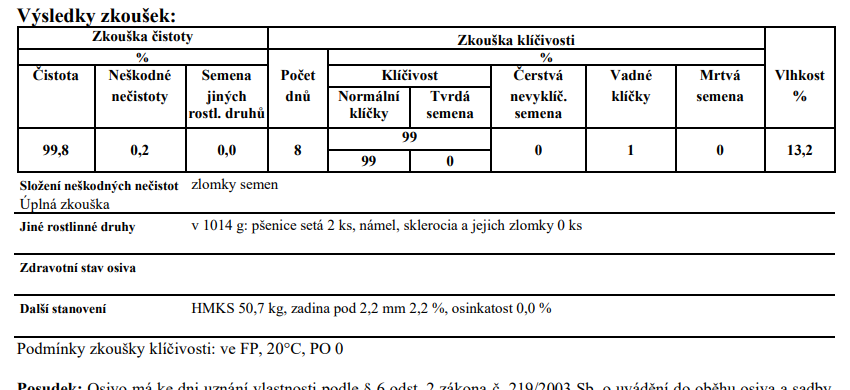 Výsledky zkoušek:
Zkouška čistoty Zkouška klíčivosti
% %
Čistota Neškodné nečistoty Semena jiných rostl. druhů Počet dnů Klíčivost Čerstvá nevyklíč. semena Vadné klíčky Mrtvá semena Vlhkost %
Normální klíčky Tvrdá semena
99,8 0,2 0,0 8 99 0 1 0 13,2
99 0
Složení neškodných nečistot zlomky semen
Úplná zkouška
Jiné rostlinné druhy v 1014 g: pšenice setá 2 ks, námel, sklerocia a jejich zlomky 0 ks
Zdravotní stav osiva
Další stanovení HMKS 50,7 kg, zadina pod 2,2 mm 2,2 %, osinkatost 0,0 %
Podmínky zkoušky klíčivosti: ve FP, 20°C, PO 0
Posudek: Osivo má ke dni uznání vlastnosti podle § 6 odst. 2 zákona č. 219/2003 Sb. o uvádění do oběhu osiva a sadby